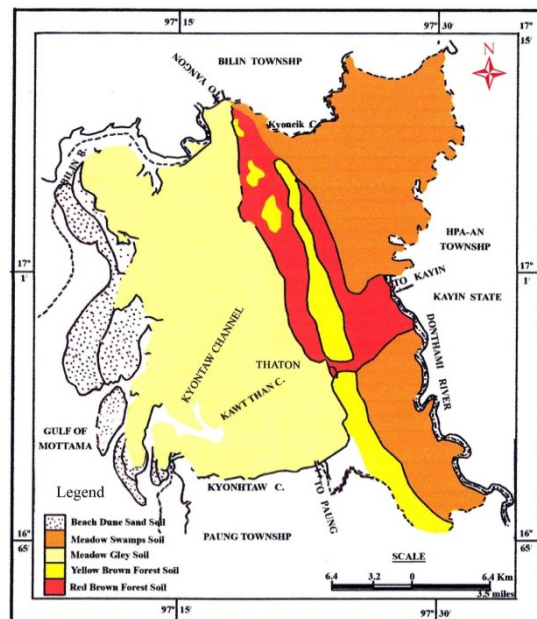 97° 15' 97° 30'
15'
N
BILIN TOWNSHP
TO YANGON
Kyoneik C.
BILIN R.
HPA-AN
TOWNSHP
17°
1'
17°
1'
TO KAYIN
KAYIN STATE
DONTHAMI RIVER
KYONTAW CHANNEL
THATON
KAWT THAN C.
GULF OF
MOTTAMA
KYONHTAW C.
TO PAUNG
PAUNG TOWNSHIP
Legend
Beach Dune Sand Soil
Meadow Swamps Soil
Meadow Gley Soil
Yellow Brown Forest Soil
Red Brown Forest Soil
16°
65'
16°
65'
SCALE
6.4 3.2 0 6.4 Km
3.5 miles
97° 15' 97° 30'